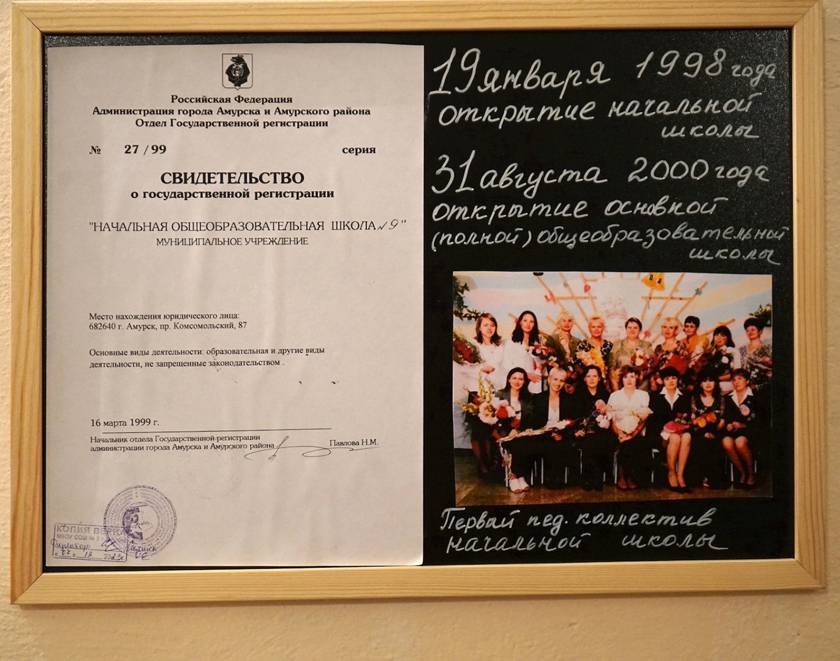 Российская Федерация
Администрация города Амурска и Амурского района
Отдел Государственной регистрации
№ 27/99 серия
СВИДЕТЕЛЬСТВО
о государственной регистрации
"НАЧАЛЬНАЯ ОБЩЕОБРАЗОВАТЕЛЬНАЯ ШКОЛА №9"
МУНИЦИПАЛЬНОЕ УЧРЕЖДЕНИЕ
Место нахождения юридического лица:
682640 г. Амурск, пр. Комсомольский, 87
Основные виды деятельности: образовательная и другие виды
деятельности, не запрещенные законодательством .
16 марта 1999 г.
Начальник отдела Государственной регистрации
администрации города Амурска и Амурского района Павлова Н.М.
КОПИЯ ВЕРНА
19 января 1998 года
открытие начальной
школы
31 августа 2000 года
открытие основной
(полной) общеобразовательной
школы
Первай пед. коллектив
начальной школы